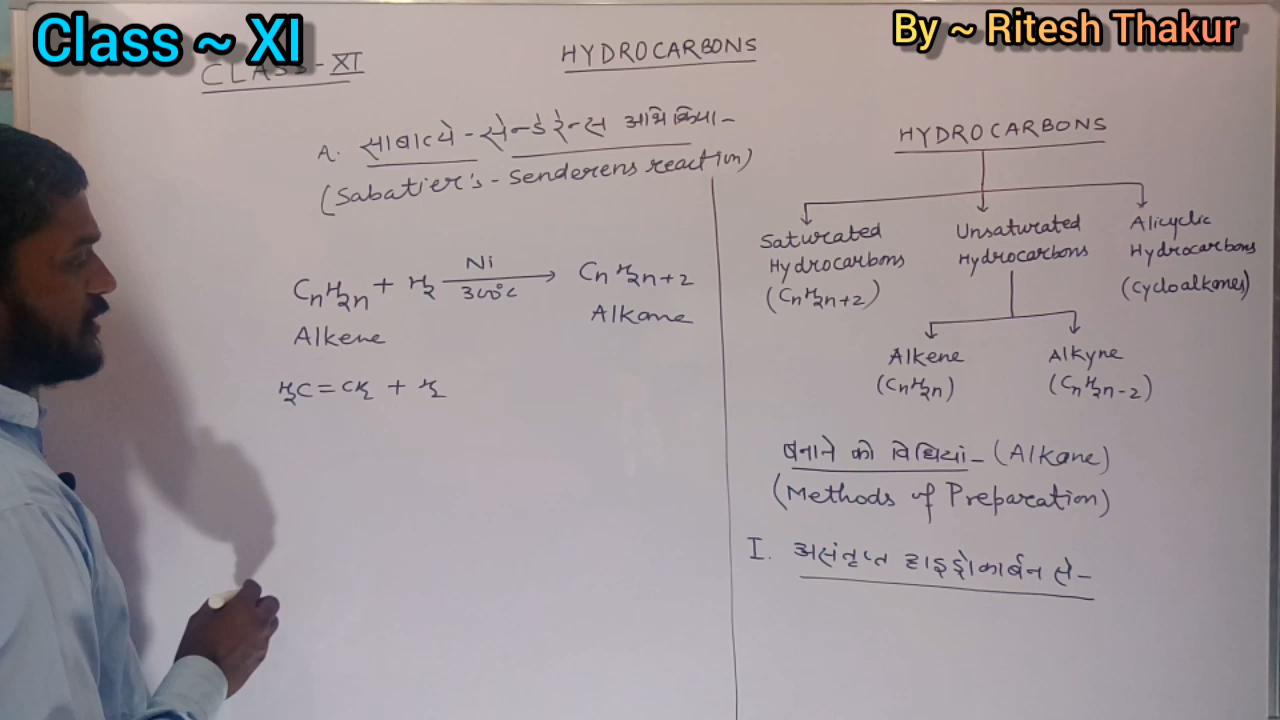 Class ~ XI
By ~ Ritesh Thakur
CLASS-XI
HYDROCARBONS
A. साबात्ये - सेन्डेरेन्स अभिक्रिया-
(Sabatier's - Senderens reaction)
CnH2n + H2 Ni 300°C → CnH2n+2
Alkene Alkane
H2C=CH2 + H2
HYDROCARBONS
Saturated Hydrocarbons (CnH2n+2)
Unsaturated Hydrocarbons
Alicyclic Hydrocarbons (Cycloalkanes)
Alkene (CnH2n)
Alkyne (CnH2n-2)
बनाने की विधियां- (Alkane)
(Methods of Preparation)
I. असंतृप्त हाइड्रोकार्बन से-